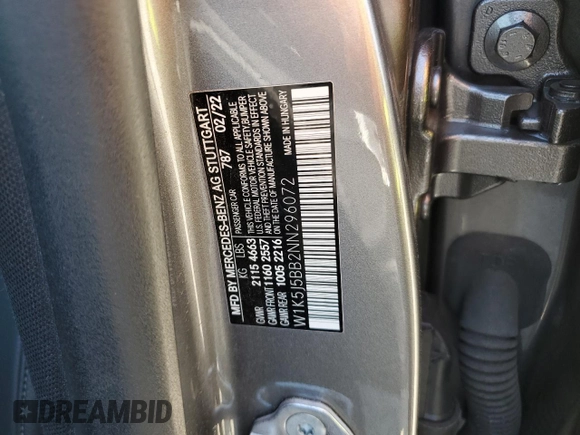 MFD BY MERCEDES-BENZ AG STUTTGART
PASSENGER CAR 787 02/22
KG LBS THIS VEHICLE CONFORMS TO ALL APPLICABLE
2115 4663 U.S. FEDERAL MOTOR VEHICLE SAFETY, BUMPER
GAWR FRONT 1160 2557 AND THEFT PREVENTION STANDARDS IN EFFECT
GAWR REAR 1005 2216 ON THE DATE OF MANUFACTURE SHOWN ABOVE
MADE IN HUNGARY
W1K5J5BB2NN296072
DREAMBID